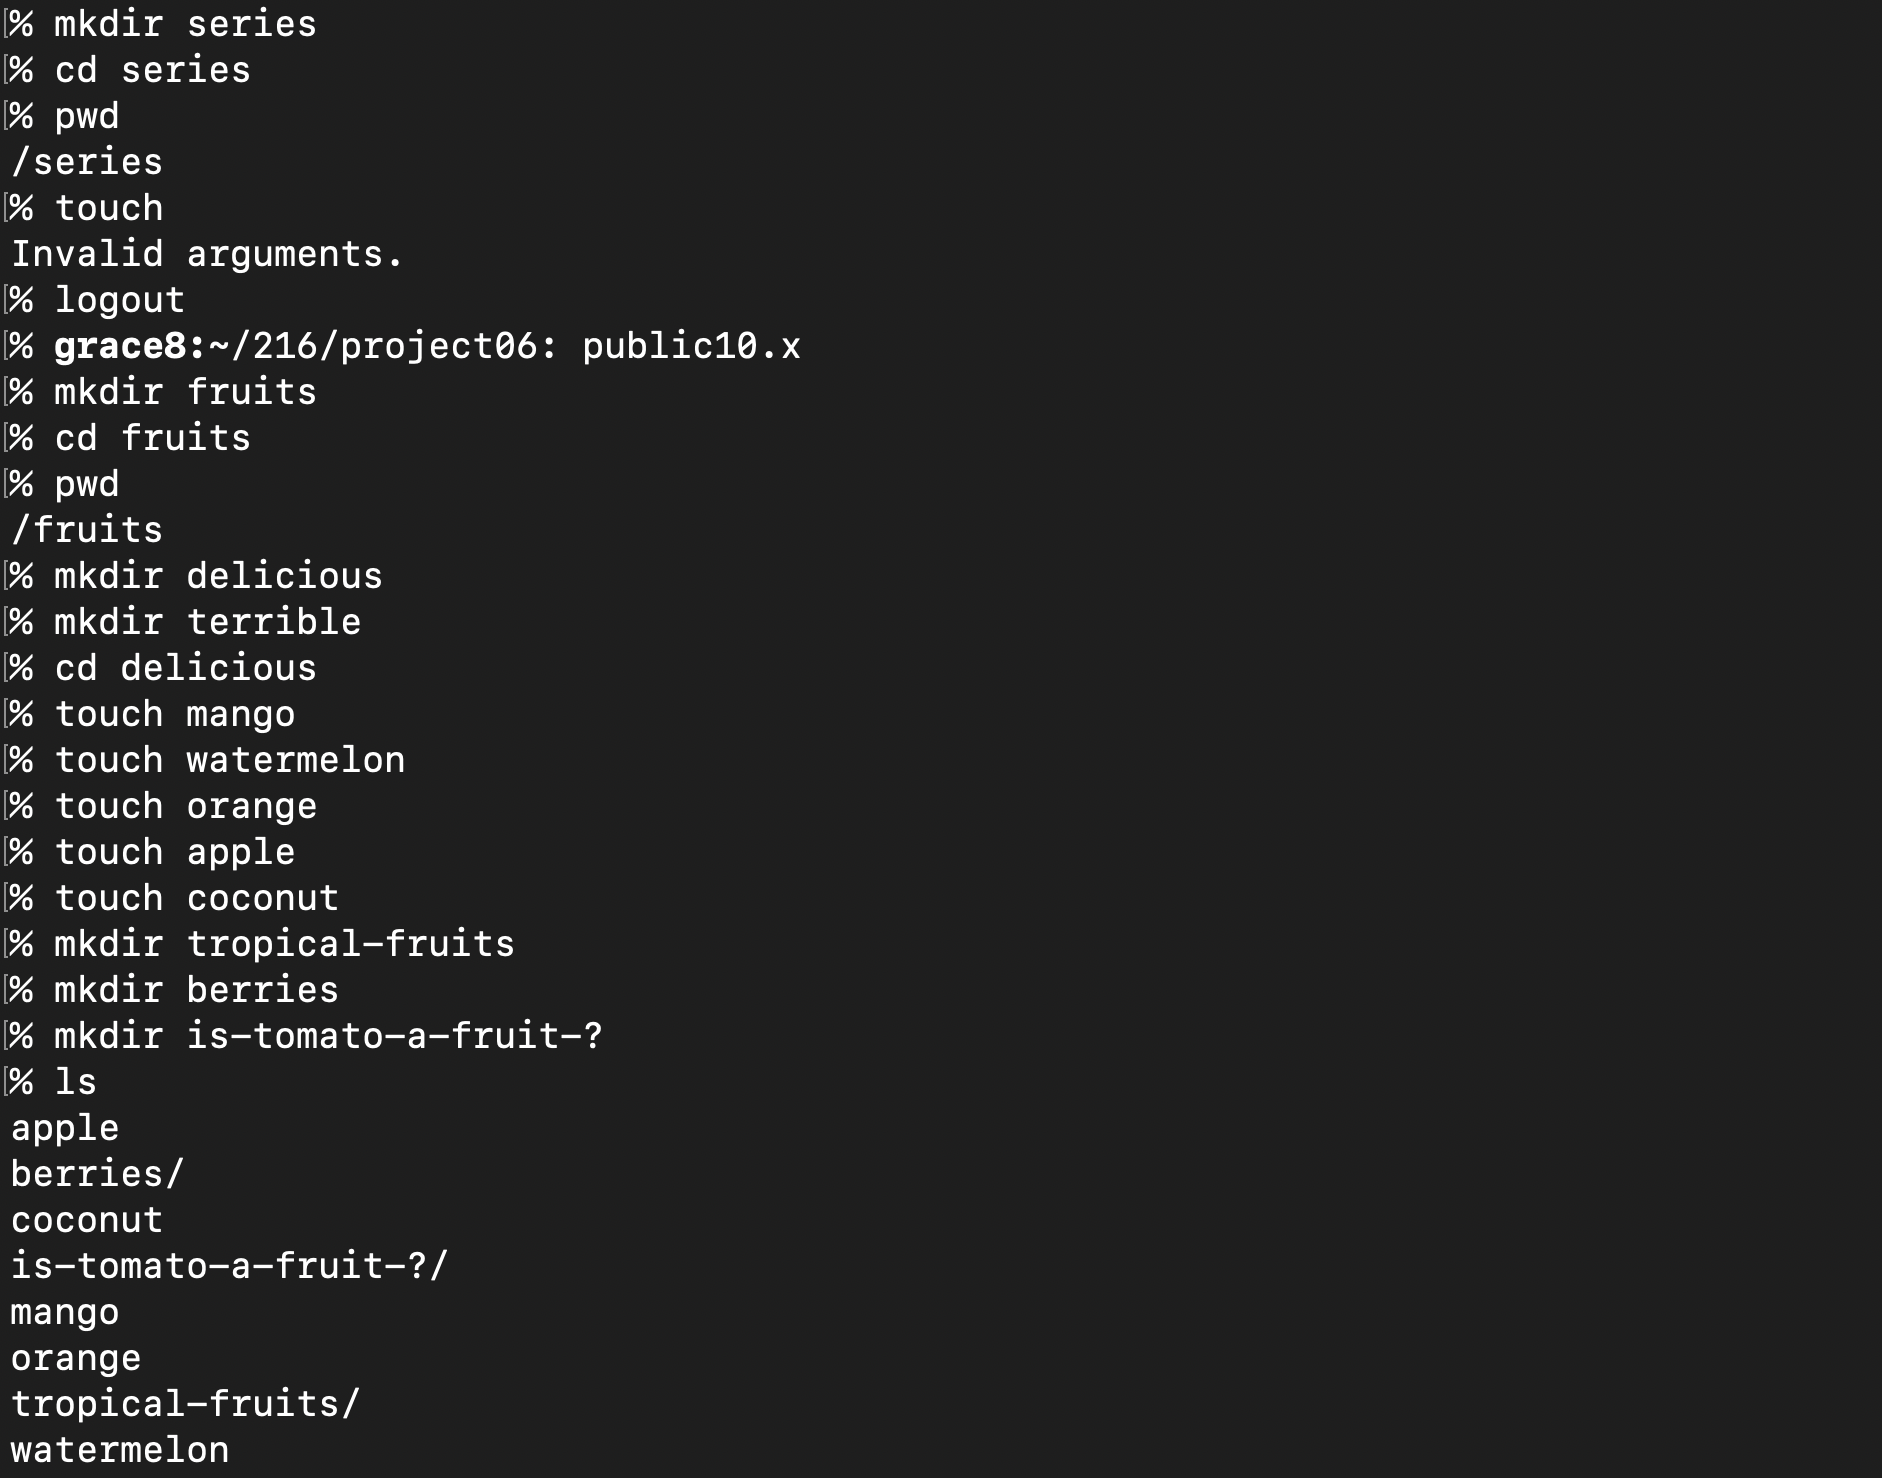 % mkdir series
% cd series
% pwd
/series
% touch
Invalid arguments.
% logout
% grace8:~/216/project06: public10.x
% mkdir fruits
% cd fruits
% pwd
/fruits
% mkdir delicious
% mkdir terrible
% cd delicious
% touch mango
% touch watermelon
% touch orange
% touch apple
% touch coconut
% mkdir tropical-fruits
% mkdir berries
% mkdir is-tomato-a-fruit-?
% ls
apple
berries/
coconut
is-tomato-a-fruit-?/
mango
orange
tropical-fruits/
watermelon